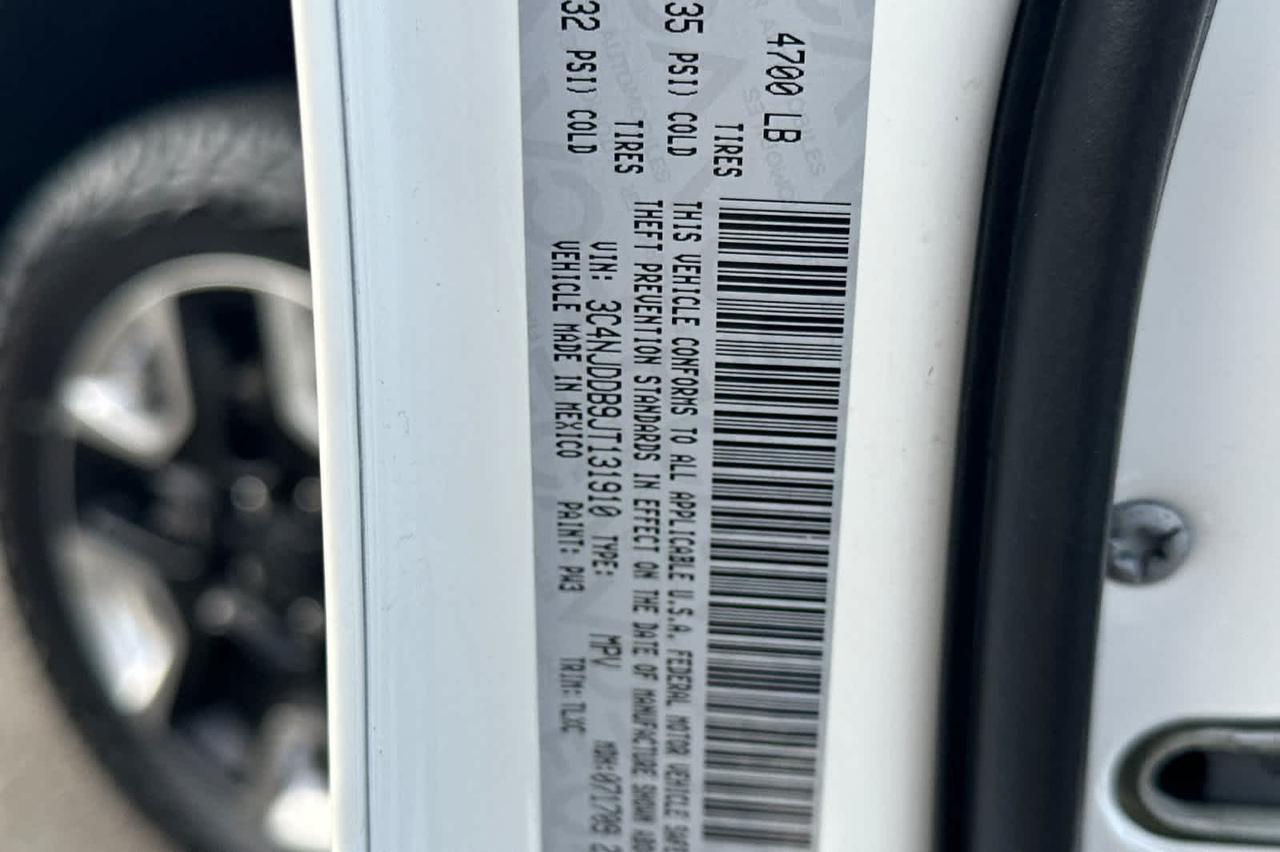 4700 LB
35 PSI) COLD TIRES
32 PSI) COLD TIRES
THIS VEHICLE CONFORMS TO ALL APPLICABLE U.S.A. FEDERAL MOTOR VEHICLE
THEFT PREVENTION STANDARDS IN EFFECT ON THE DATE OF MANUFACTURE SHOWN
VIN: 3C4NJDDB9JT131910 TYPE: MPV MDH:071709
VEHICLE MADE IN MEXICO PAINT: PW3 TRIM: TLXC